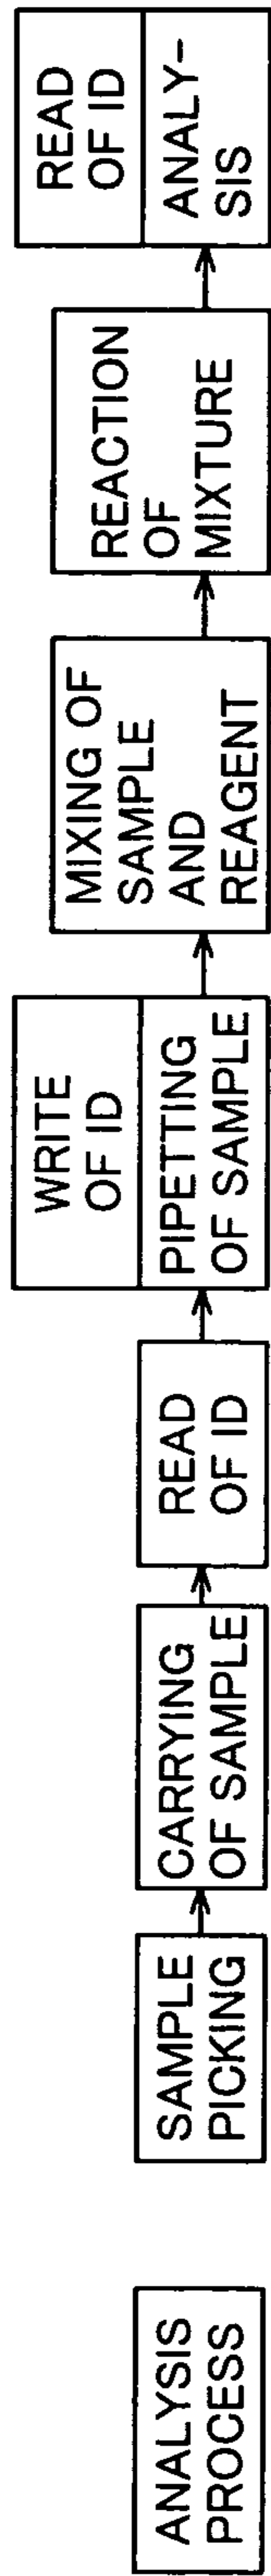 ANALYSIS
PROCESS
SAMPLE
PICKING
CARRYING
OF SAMPLE
READ
OF ID
WRITE
OF ID
PIPETTING
OF SAMPLE
MIXING OF
SAMPLE
AND
REAGENT
REACTION
OF
MIXTURE
READ
OF ID
ANALY-
SIS